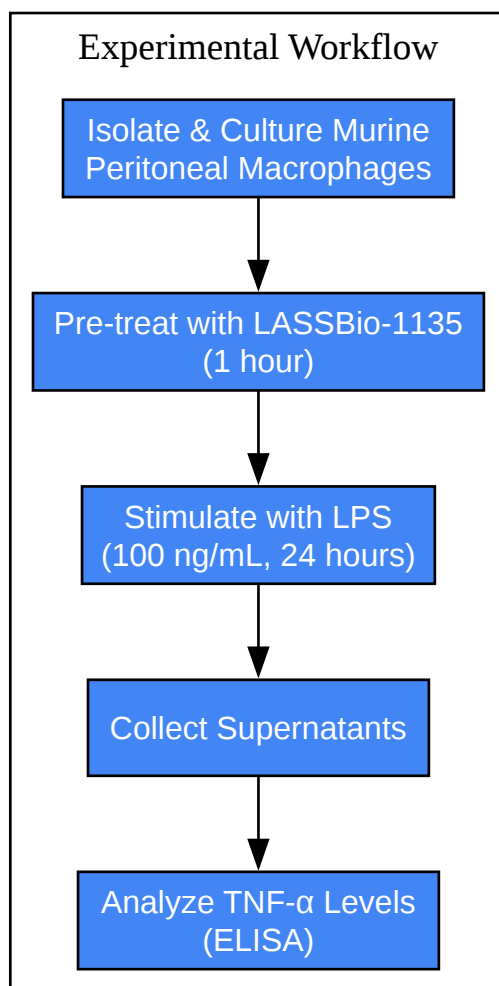 Experimental Workflow
Isolate & Culture Murine
Peritoneal Macrophages
Pre-treat with LASSBio-1135
(1 hour)
Stimulate with LPS
(100 ng/mL, 24 hours)
Collect Supernatants
Analyze TNF-α Levels
(ELISA)